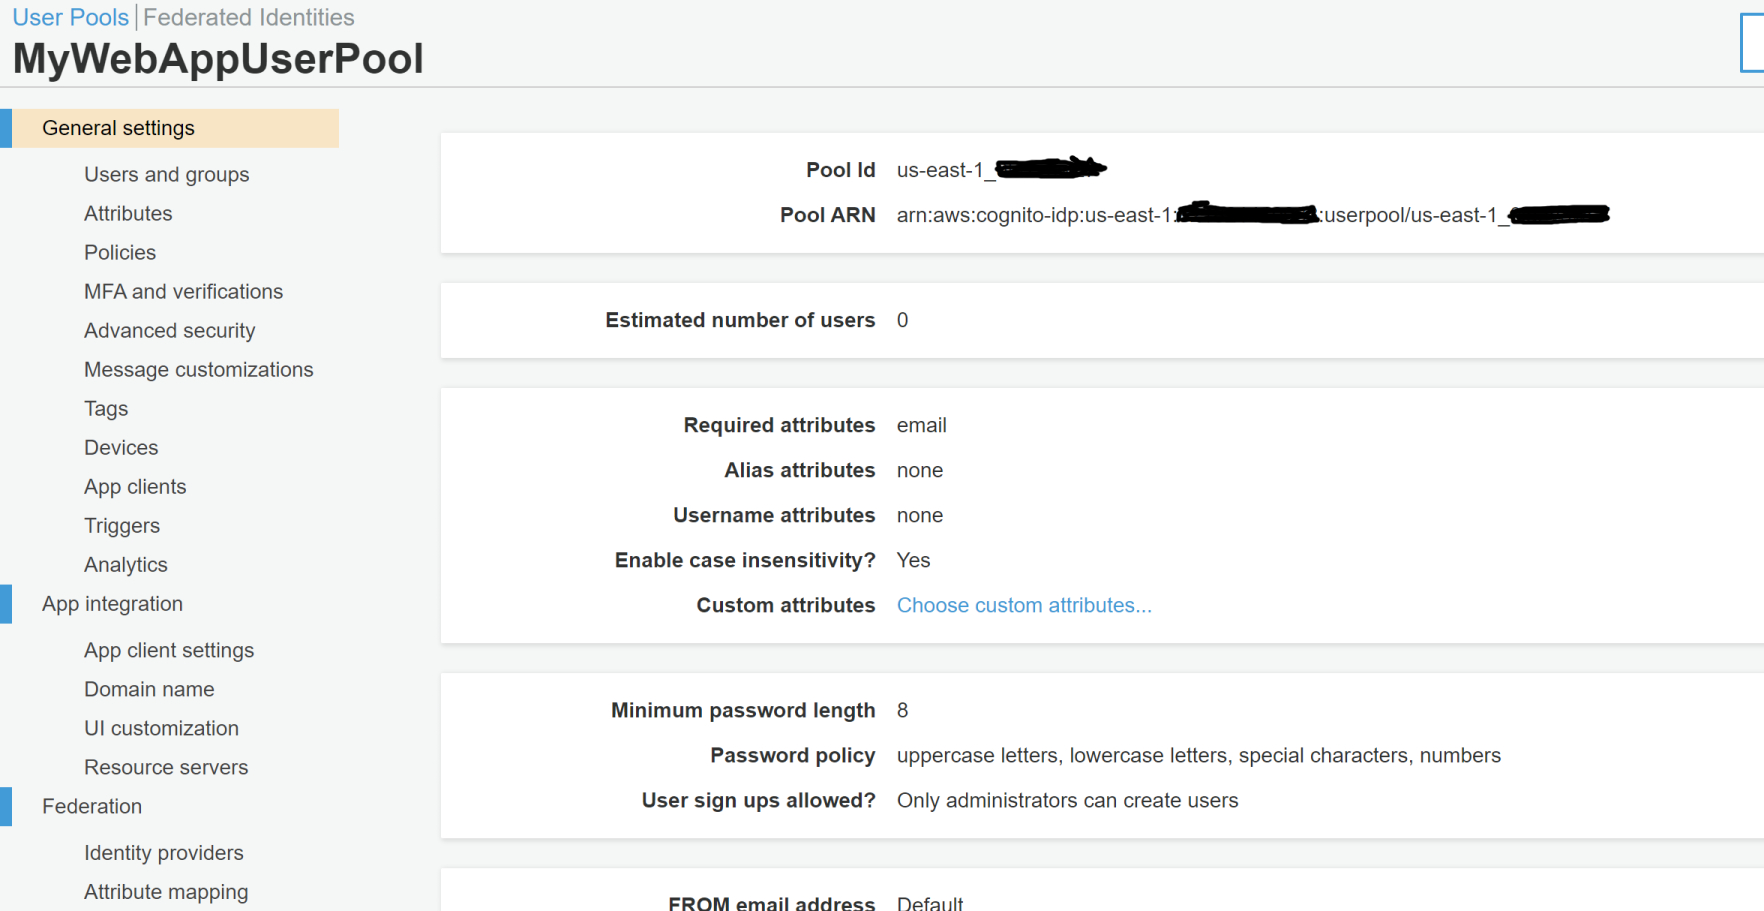 User Pools | Federated Identities
MyWebAppUserPool
General settings
Users and groups
Attributes
Policies
MFA and verifications
Advanced security
Message customizations
Tags
Devices
App clients
Triggers
Analytics
App integration
App client settings
Domain name
UI customization
Resource servers
Federation
Identity providers
Attribute mapping
Pool Id us-east-1_
Pool ARN arn:aws:cognito-idp:us-east-1: :userpool/us-east-1_
Estimated number of users 0
Required attributes email
Alias attributes none
Username attributes none
Enable case insensitivity? Yes
Custom attributes Choose custom attributes...
Minimum password length 8
Password policy uppercase letters, lowercase letters, special characters, numbers
User sign ups allowed? Only administrators can create users
FROM email address Default